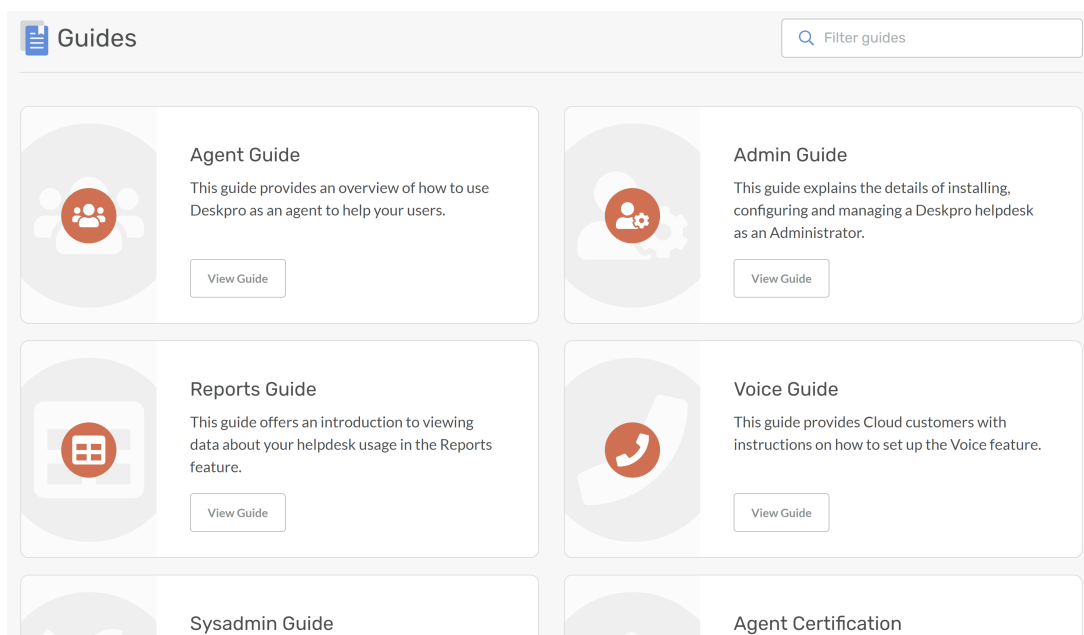 Guides
Filter guides
Agent Guide
This guide provides an overview of how to use
Deskpro as an agent to help your users.
View Guide
Admin Guide
This guide explains the details of installing,
configuring and managing a Deskpro helpdesk
as an Administrator.
View Guide
Reports Guide
This guide offers an introduction to viewing
data about your helpdesk usage in the Reports
feature.
View Guide
Voice Guide
This guide provides Cloud customers with
instructions on how to set up the Voice feature.
View Guide
Sysadmin Guide
Agent Certification